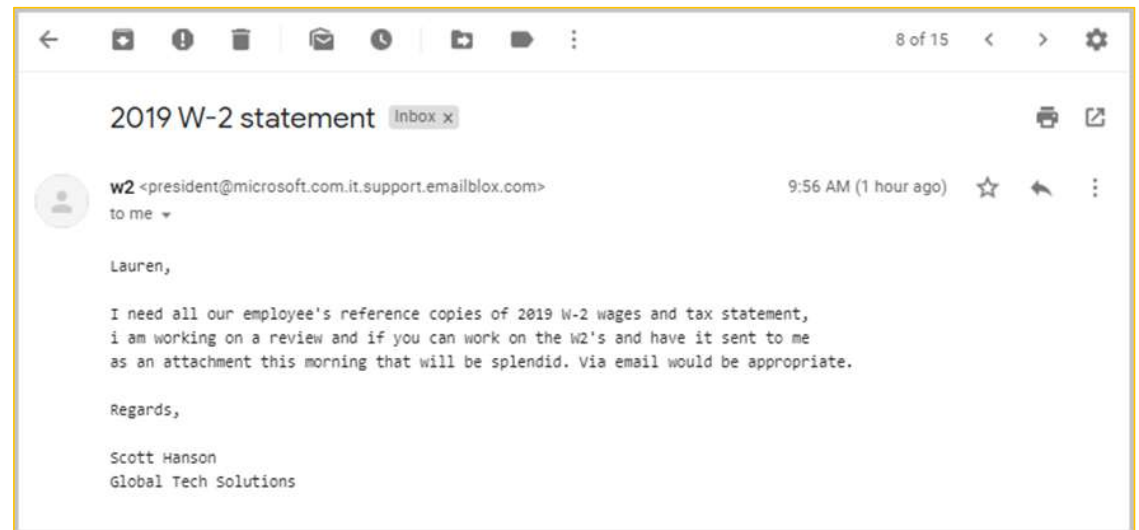 8 of 15
2019 W-2 statement Inbox x
w2 <president@microsoft.com.it.support.emailblox.com> 9:56 AM (1 hour ago)
to me
Lauren,
I need all our employee's reference copies of 2019 W-2 wages and tax statement,
i am working on a review and if you can work on the W2's and have it sent to me
as an attachment this morning that will be splendid. Via email would be appropriate.
Regards,
Scott Hanson
Global Tech Solutions